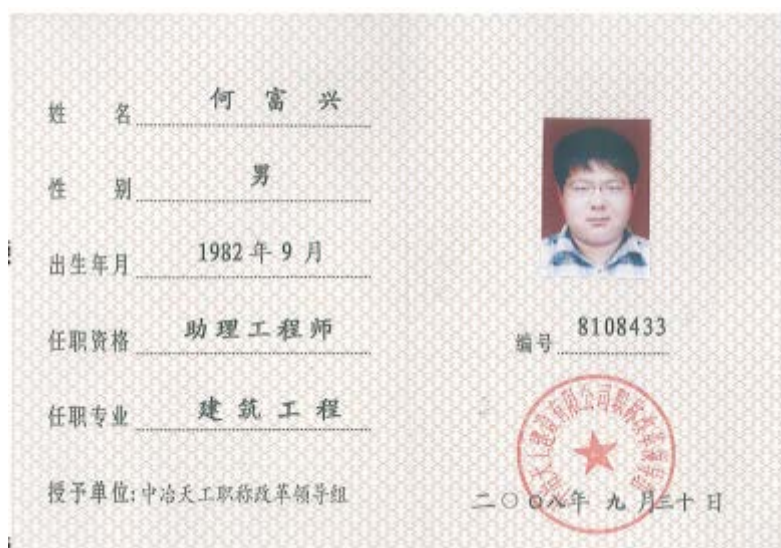 姓 名 何富兴
性 别 男
出生年月 1982年9月
任职资格 助理工程师
任职专业 建筑工程
授予单位:中冶天工职称改革领导组
编号 8108433
二〇〇八年 九 月三十 日